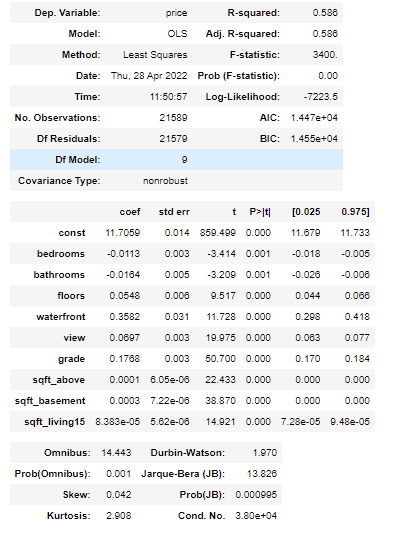 Dep. Variable: price R-squared: 0.586
Model: OLS Adj. R-squared: 0.586
Method: Least Squares F-statistic: 3400.
Date: Thu, 28 Apr 2022 Prob (F-statistic): 0.00
Time: 11:50:57 Log-Likelihood: -7223.5
No. Observations: 21589 AIC: 1.447e+04
Df Residuals: 21579 BIC: 1.455e+04
Df Model: 9
Covariance Type: nonrobust
coef std err t P>|t| [0.025 0.975]
const 11.7059 0.014 859.499 0.000 11.679 11.733
bedrooms -0.0113 0.003 -3.414 0.001 -0.018 -0.005
bathrooms -0.0164 0.005 -3.209 0.001 -0.026 -0.006
floors 0.0548 0.006 9.517 0.000 0.044 0.066
waterfront 0.3582 0.031 11.728 0.000 0.298 0.418
view 0.0697 0.003 19.975 0.000 0.063 0.077
grade 0.1768 0.003 50.700 0.000 0.170 0.184
sqft_above 0.0001 6.05e-06 22.433 0.000 0.000 0.000
sqft_basement 0.0003 7.22e-06 38.870 0.000 0.000 0.000
sqft_living15 8.383e-05 5.62e-06 14.921 0.000 7.28e-05 9.48e-05
Omnibus: 14.443 Durbin-Watson: 1.970
Prob(Omnibus): 0.001 Jarque-Bera (JB): 13.826
Skew: 0.042 Prob(JB): 0.000995
Kurtosis: 2.908 Cond. No. 3.80e+04